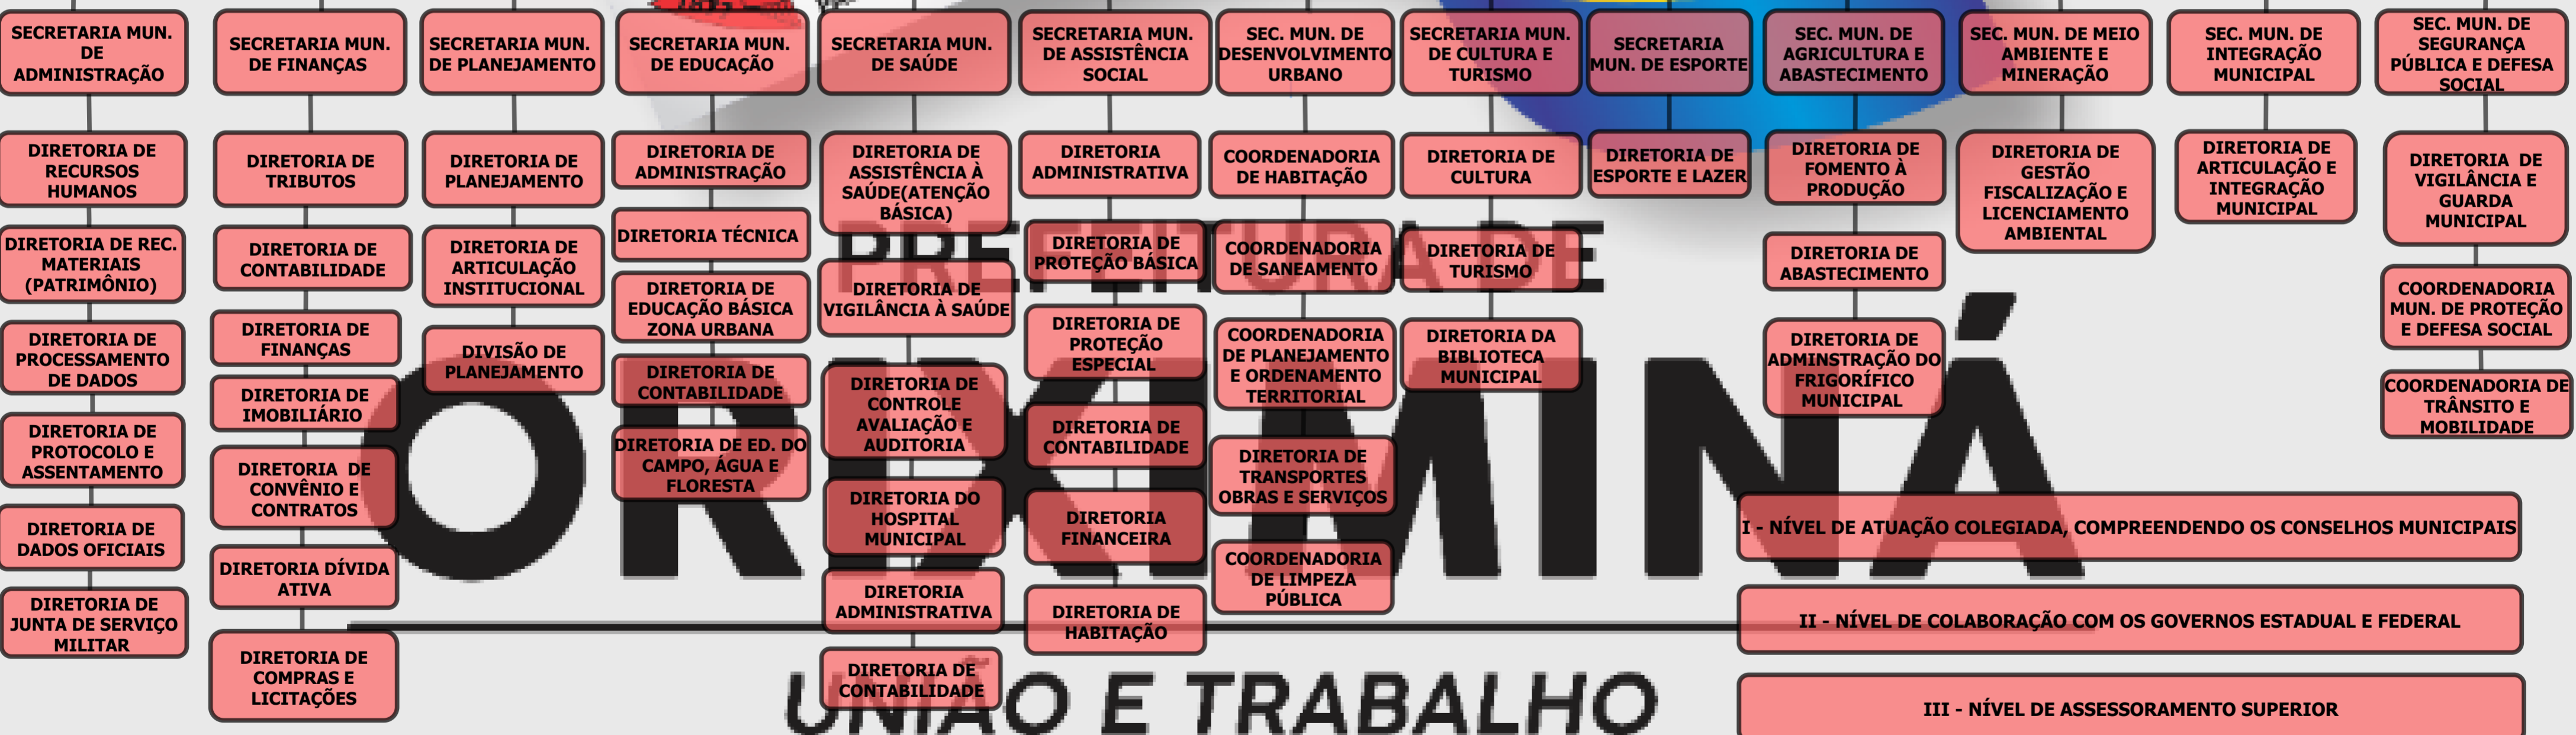 SECRETARIA MUN.
DE
ADMINISTRAÇÃO
DIRETORIA DE
RECURSOS
HUMANOS
DIRETORIA DE REC.
MATERIAIS
(PATRIMÔNIO)
DIRETORIA DE
PROCESSAMENTO
DE DADOS
DIRETORIA DE
PROTOCOLO E
ASSENTAMENTO
DIRETORIA DE
DADOS OFICIAIS
DIRETORIA DE
JUNTA DE SERVIÇO
MILITAR
SECRETARIA MUN.
DE FINANÇAS
DIRETORIA DE
TRIBUTOS
DIRETORIA DE
CONTABILIDADE
DIRETORIA DE
FINANÇAS
DIRETORIA DE
IMOBILIÁRIO
DIRETORIA DE
CONVÊNIO E
CONTRATOS
DIRETORIA DÍVIDA
ATIVA
DIRETORIA DE
COMPRAS E
LICITAÇÕES
SECRETARIA MUN.
DE PLANEJAMENTO
DIRETORIA DE
PLANEJAMENTO
DIRETORIA DE
ARTICULAÇÃO
INSTITUCIONAL
DIVISÃO DE
PLANEJAMENTO
SECRETARIA MUN.
DE EDUCAÇÃO
DIRETORIA DE
ADMINISTRAÇÃO
DIRETORIA TÉCNICA
DIRETORIA DE
EDUCAÇÃO BÁSICA
ZONA URBANA
DIRETORIA DE
CONTABILIDADE
DIRETORIA DE ED. DO
CAMPO, ÁGUA E
FLORESTA
SECRETARIA MUN.
DE SAÚDE
DIRETORIA DE
ASSISTÊNCIA À
SAÚDE(ATENÇÃO
BÁSICA)
DIRETORIA DE
VIGILÂNCIA À SAÚDE
DIRETORIA DE
CONTROLE
AVALIAÇÃO E
AUDITORIA
DIRETORIA DO
HOSPITAL
MUNICIPAL
DIRETORIA
ADMINISTRATIVA
DIRETORIA DE
CONTABILIDADE
SECRETARIA MUN.
DE ASSISTÊNCIA
SOCIAL
DIRETORIA
ADMINISTRATIVA
DIRETORIA DE
PROTEÇÃO BÁSICA
DIRETORIA DE
PROTEÇÃO
ESPECIAL
DIRETORIA DE
CONTABILIDADE
DIRETORIA
FINANCEIRA
DIRETORIA DE
HABITAÇÃO
SEC. MUN. DE
DESENVOLVIMENTO
URBANO
COORDENADORIA
DE HABITAÇÃO
COORDENADORIA
DE SANEAMENTO
COORDENADORIA
DE PLANEJAMENTO
E ORDENAMENTO
TERRITORIAL
DIRETORIA DE
TRANSPORTES
OBRAS E SERVIÇOS
COORDENADORIA
DE LIMPEZA
PÚBLICA
SECRETARIA MUN.
DE CULTURA E
TURISMO
DIRETORIA DE
CULTURA
DIRETORIA DE
TURISMO
DIRETORIA DA
BIBLIOTECA
MUNICIPAL
SECRETARIA
MUN. DE ESPORTE
DIRETORIA DE
ESPORTE E LAZER
SEC. MUN. DE
AGRICULTURA E
ABASTECIMENTO
DIRETORIA DE
FOMENTO À
PRODUÇÃO
DIRETORIA DE
ABASTECIMENTO
DIRETORIA DE
ADMINSTRAÇÃO DO
FRIGORÍFICO
MUNICIPAL
SEC. MUN. DE MEIO
AMBIENTE E
MINERAÇÃO
DIRETORIA DE
GESTÃO
FISCALIZAÇÃO E
LICENCIAMENTO
AMBIENTAL
SEC. MUN. DE
INTEGRAÇÃO
MUNICIPAL
DIRETORIA DE
ARTICULAÇÃO E
INTEGRAÇÃO
MUNICIPAL
SEC. MUN. DE
SEGURANÇA
PÚBLICA E DEFESA
SOCIAL
DIRETORIA DE
VIGILÂNCIA E
GUARDA
MUNICIPAL
COORDENADORIA
MUN. DE PROTEÇÃO
E DEFESA SOCIAL
COORDENADORIA DE
TRÂNSITO E
MOBILIDADE
I - NÍVEL DE ATUAÇÃO COLEGIADA, COMPREENDENDO OS CONSELHOS MUNICIPAIS
II - NÍVEL DE COLABORAÇÃO COM OS GOVERNOS ESTADUAL E FEDERAL
III - NÍVEL DE ASSESSORAMENTO SUPERIOR
PREFEITURA DE
ORIXIMINÁ
UNIÃO E TRABALHO